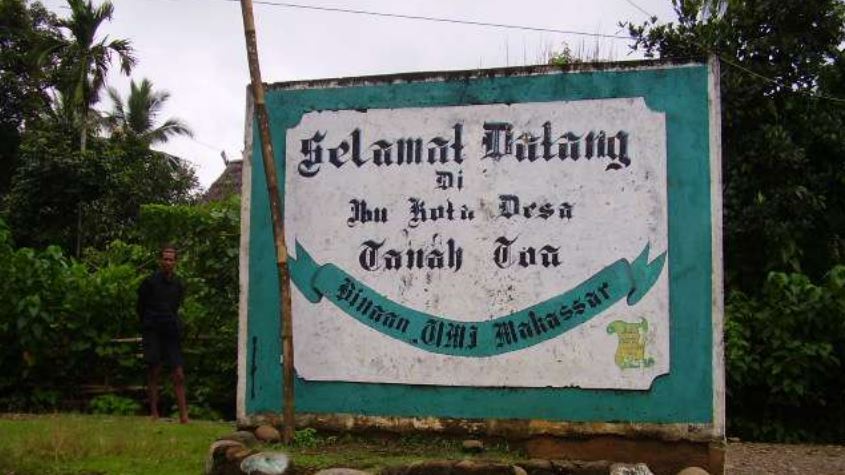 Selamat Datang
Di
Ibu Kota Desa
Tanah Toa
Binaan UMI Makassar